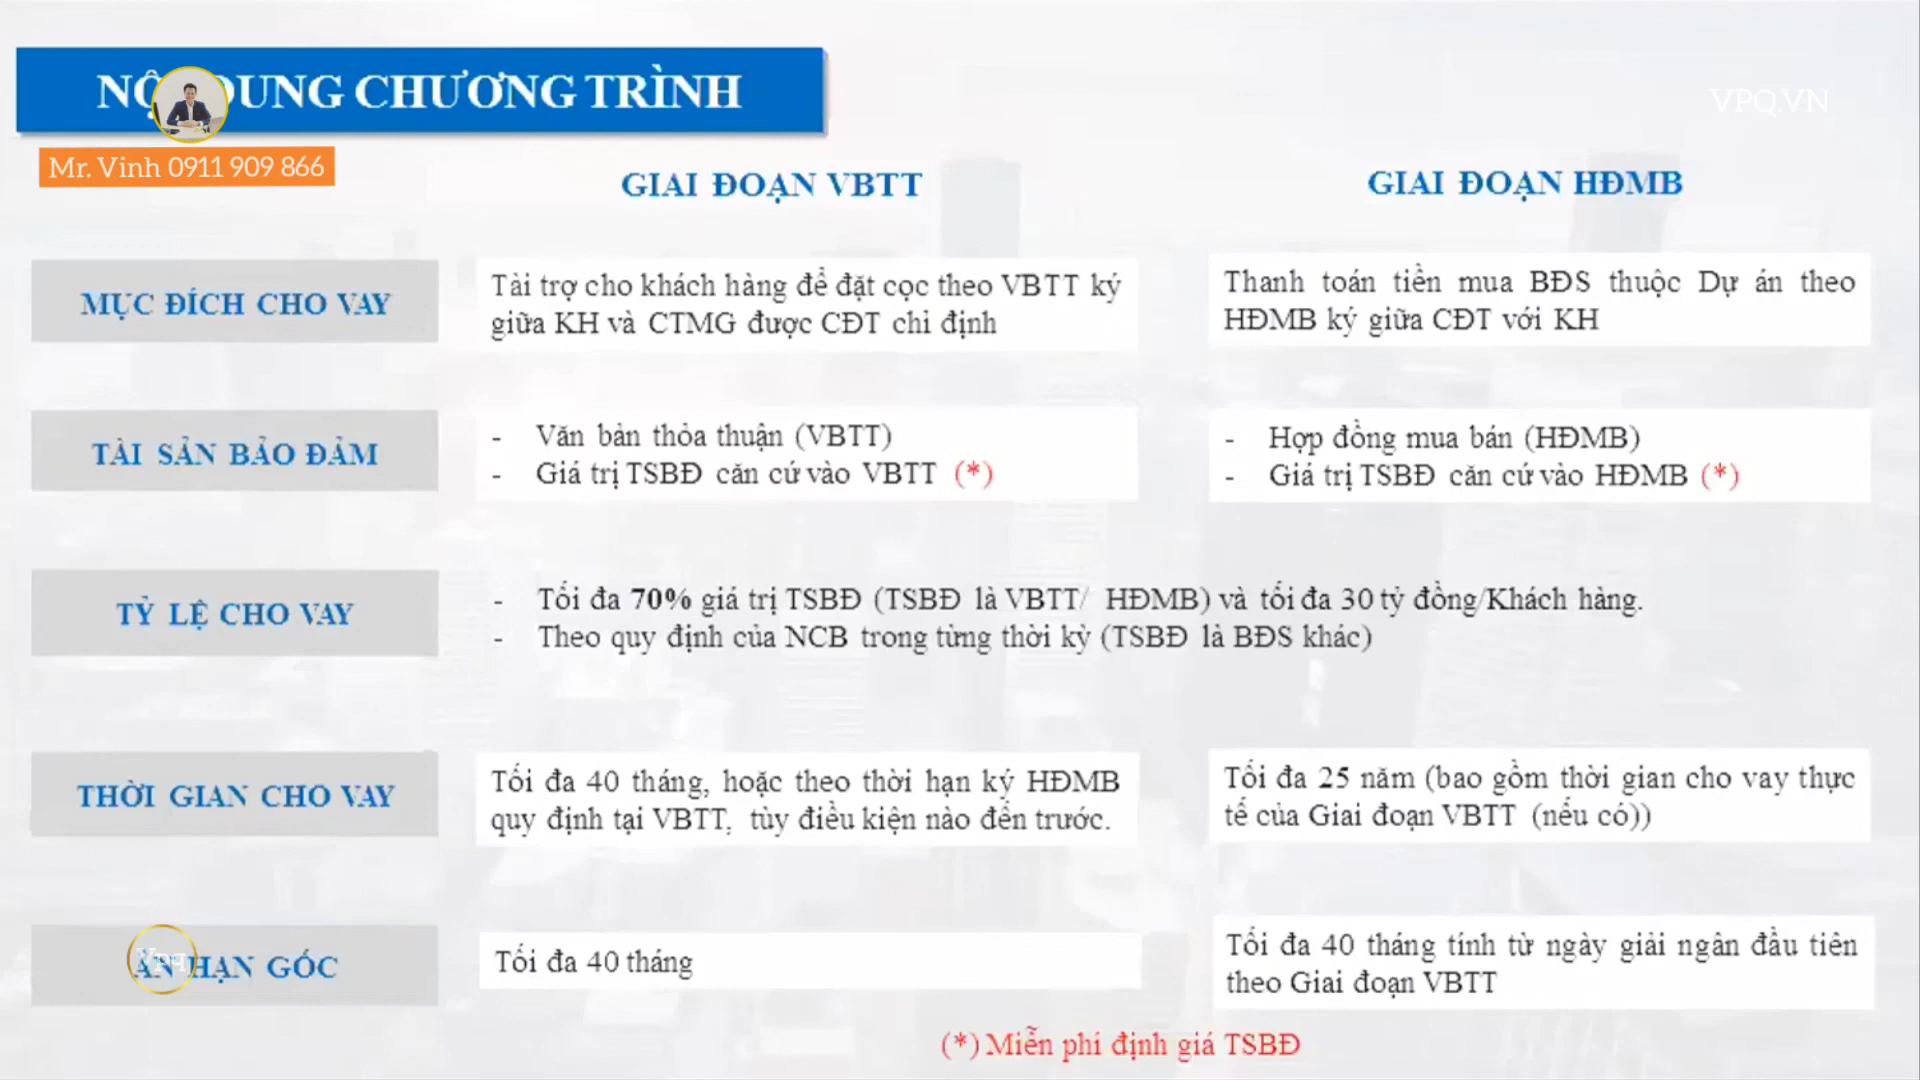 NỘI DUNG CHƯƠNG TRÌNH
VPQ.VN
Mr. Vinh 0911 909 866
GIAI ĐOẠN VBTT
GIAI ĐOẠN HĐMB
MỤC ĐÍCH CHO VAY
Tài trợ cho khách hàng để đặt cọc theo VBTT ký
giữa KH và CTMG được CĐT chỉ định
Thanh toán tiền mua BĐS thuộc Dự án theo
HĐMB ký giữa CĐT với KH
TÀI SẢN BẢO ĐẢM
- Văn bản thỏa thuận (VBTT)
- Giá trị TSBĐ căn cứ vào VBTT (*)
- Hợp đồng mua bán (HĐMB)
- Giá trị TSBĐ căn cứ vào HĐMB (*)
TỶ LỆ CHO VAY
- Tối đa 70% giá trị TSBĐ (TSBĐ là VBTT/ HĐMB) và tối đa 30 tỷ đồng/Khách hàng.
- Theo quy định của NCB trong từng thời kỳ (TSBĐ là BĐS khác)
THỜI GIAN CHO VAY
Tối đa 40 tháng, hoặc theo thời hạn ký HĐMB
quy định tại VBTT, tùy điều kiện nào đến trước.
Tối đa 25 năm (bao gồm thời gian cho vay thực
tế của Giai đoạn VBTT (nếu có))
ÂN HẠN GỐC
Tối đa 40 tháng
Tối đa 40 tháng tính từ ngày giải ngân đầu tiên
theo Giai đoạn VBTT
(*) Miễn phí định giá TSBĐ